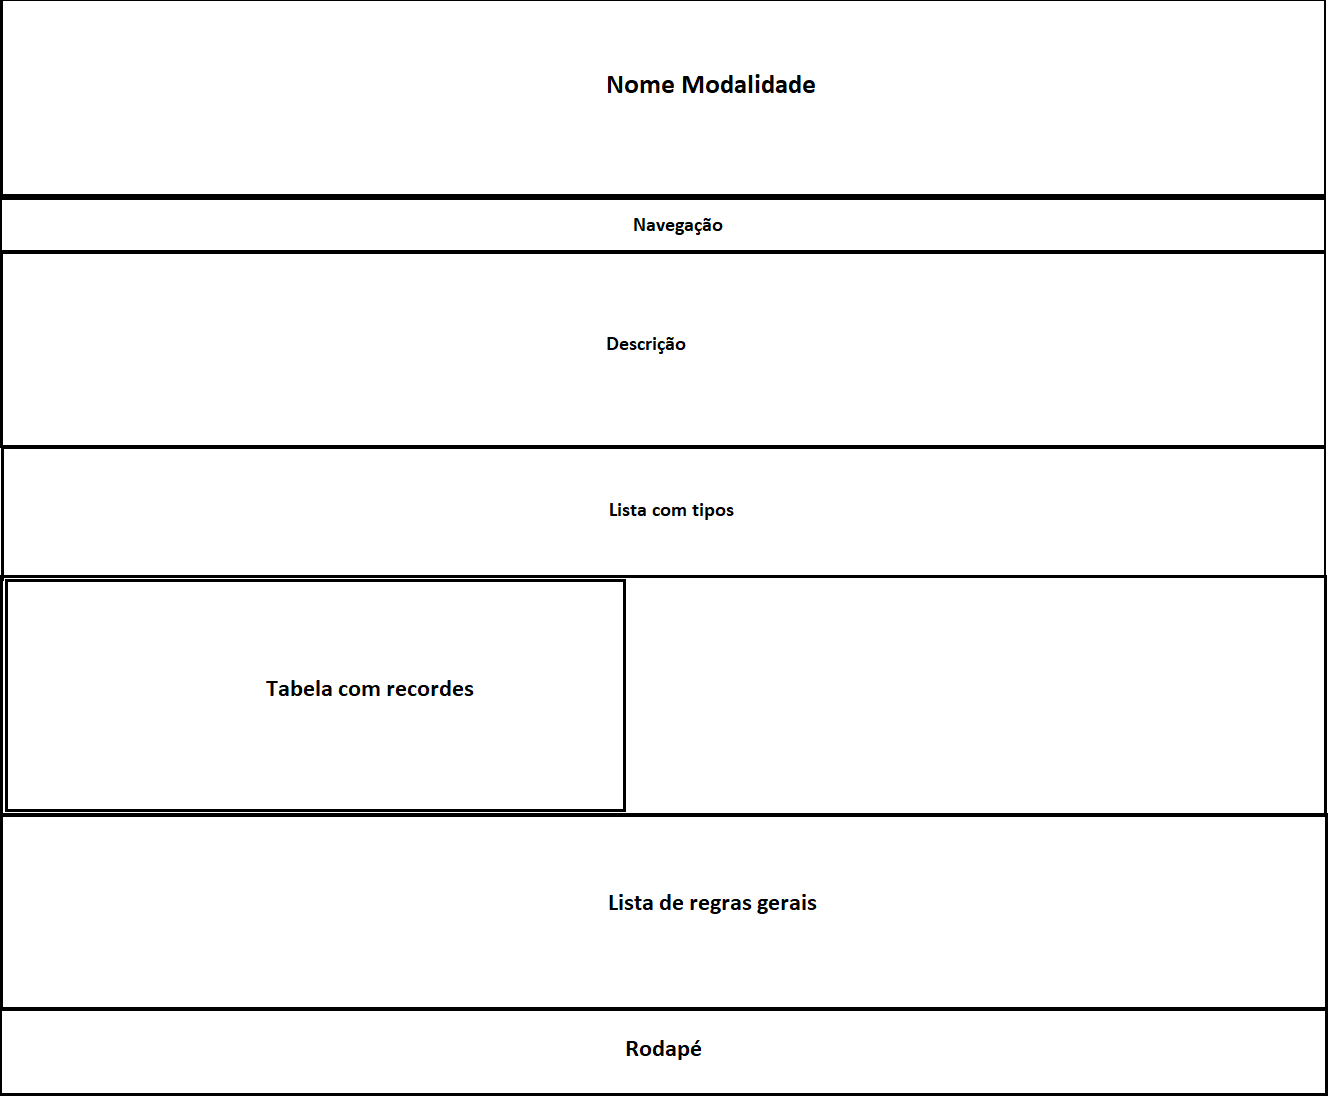 Nome Modalidade
Navegação
Descrição
Lista com tipos
Tabela com recordes
Lista de regras gerais
Rodapé